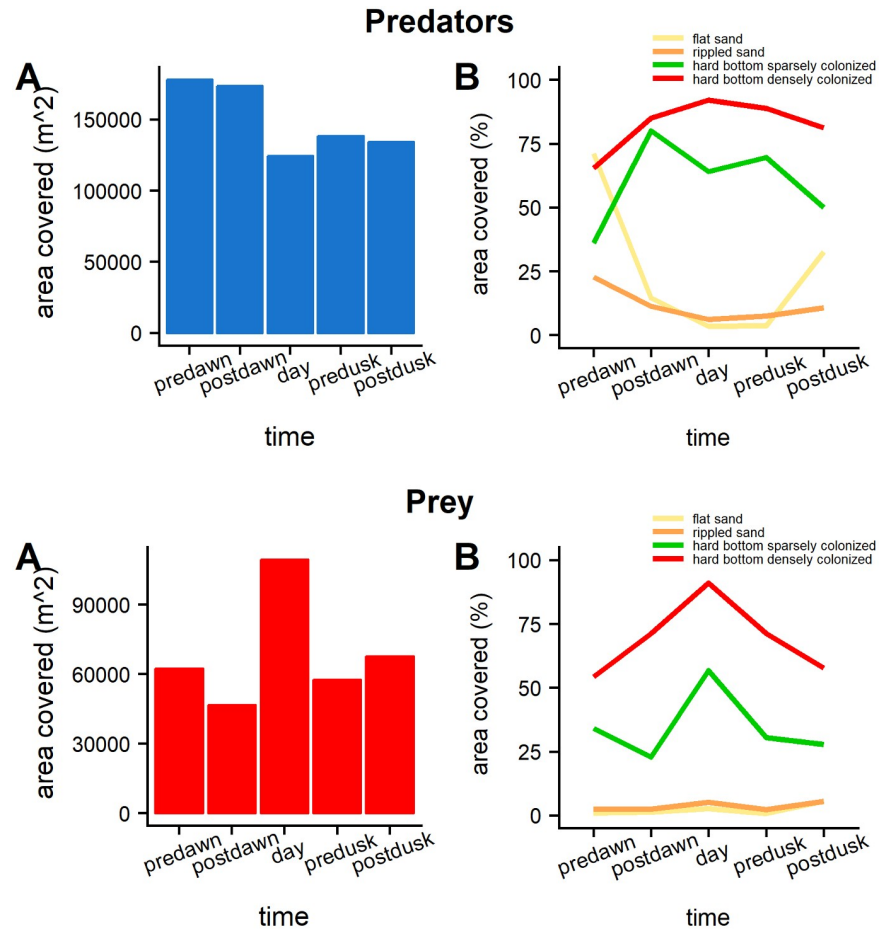 Predators
A
area covered (m^2)
150000
100000
50000
0
predawn
postdawn
day
predusk
postdusk
time
B
flat sand
rippled sand
hard bottom sparsely colonized
hard bottom densely colonized
area covered (%)
100
75
50
25
0
predawn
postdawn
day
predusk
postdusk
time
Prey
A
area covered (m^2)
90000
60000
30000
0
predawn
postdawn
day
predusk
postdusk
time
B
flat sand
rippled sand
hard bottom sparsely colonized
hard bottom densely colonized
area covered (%)
100
75
50
25
0
predawn
postdawn
day
predusk
postdusk
time